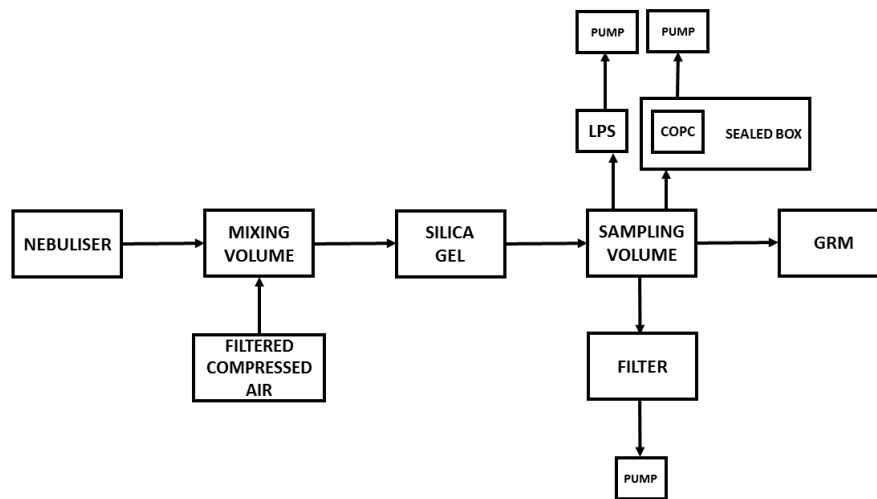 PUMP
PUMP
LPS
COPC
SEALED BOX
NEBULISER
MIXING
VOLUME
SILICA
GEL
SAMPLING
VOLUME
GRM
FILTERED
COMPRESSED
AIR
FILTER
PUMP